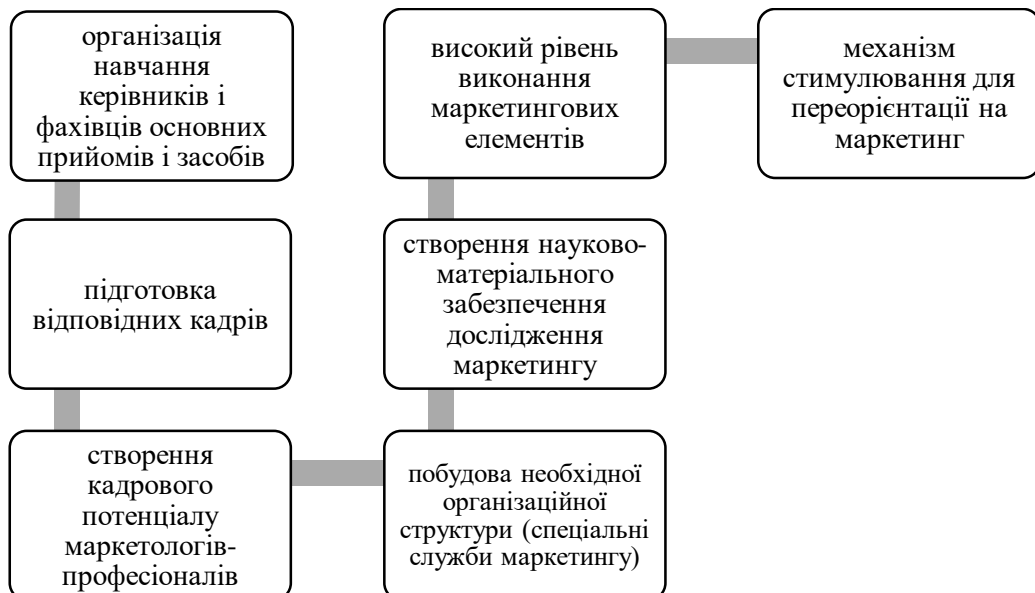 організація
навчання
керівників і
фахівців основних
прийомів і засобів
підготовка
відповідних кадрів
створення
кадрового
потенціалу
маркетологів-
професіоналів
побудова необхідної
організаційної
структури (спеціальні
служби маркетингу)
створення науково-
матеріального
забезпечення
дослідження
маркетингу
високий рівень
виконання
маркетингових
елементів
механізм
стимулювання для
переорієнтації на
маркетинг